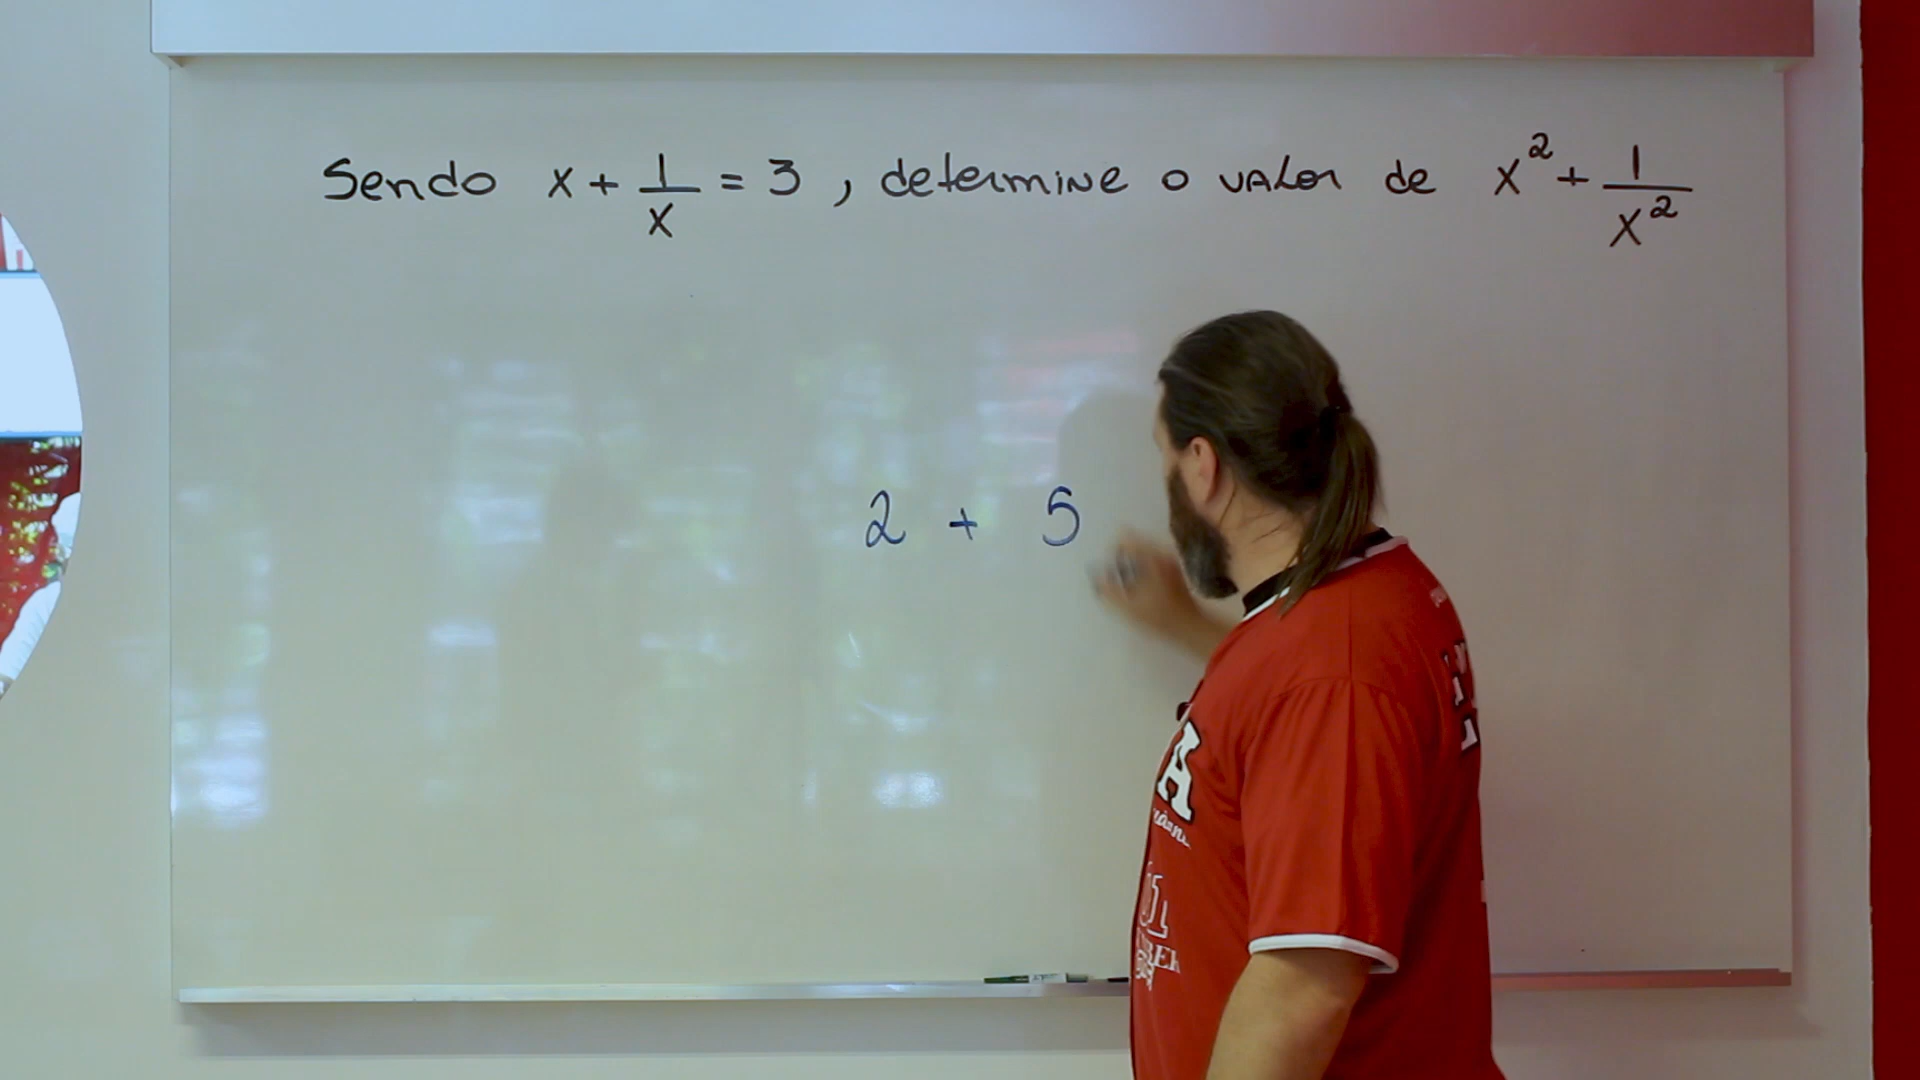 Sendo x + 1/x = 3, determine o valor de x² + 1/x²
2 + 5
A